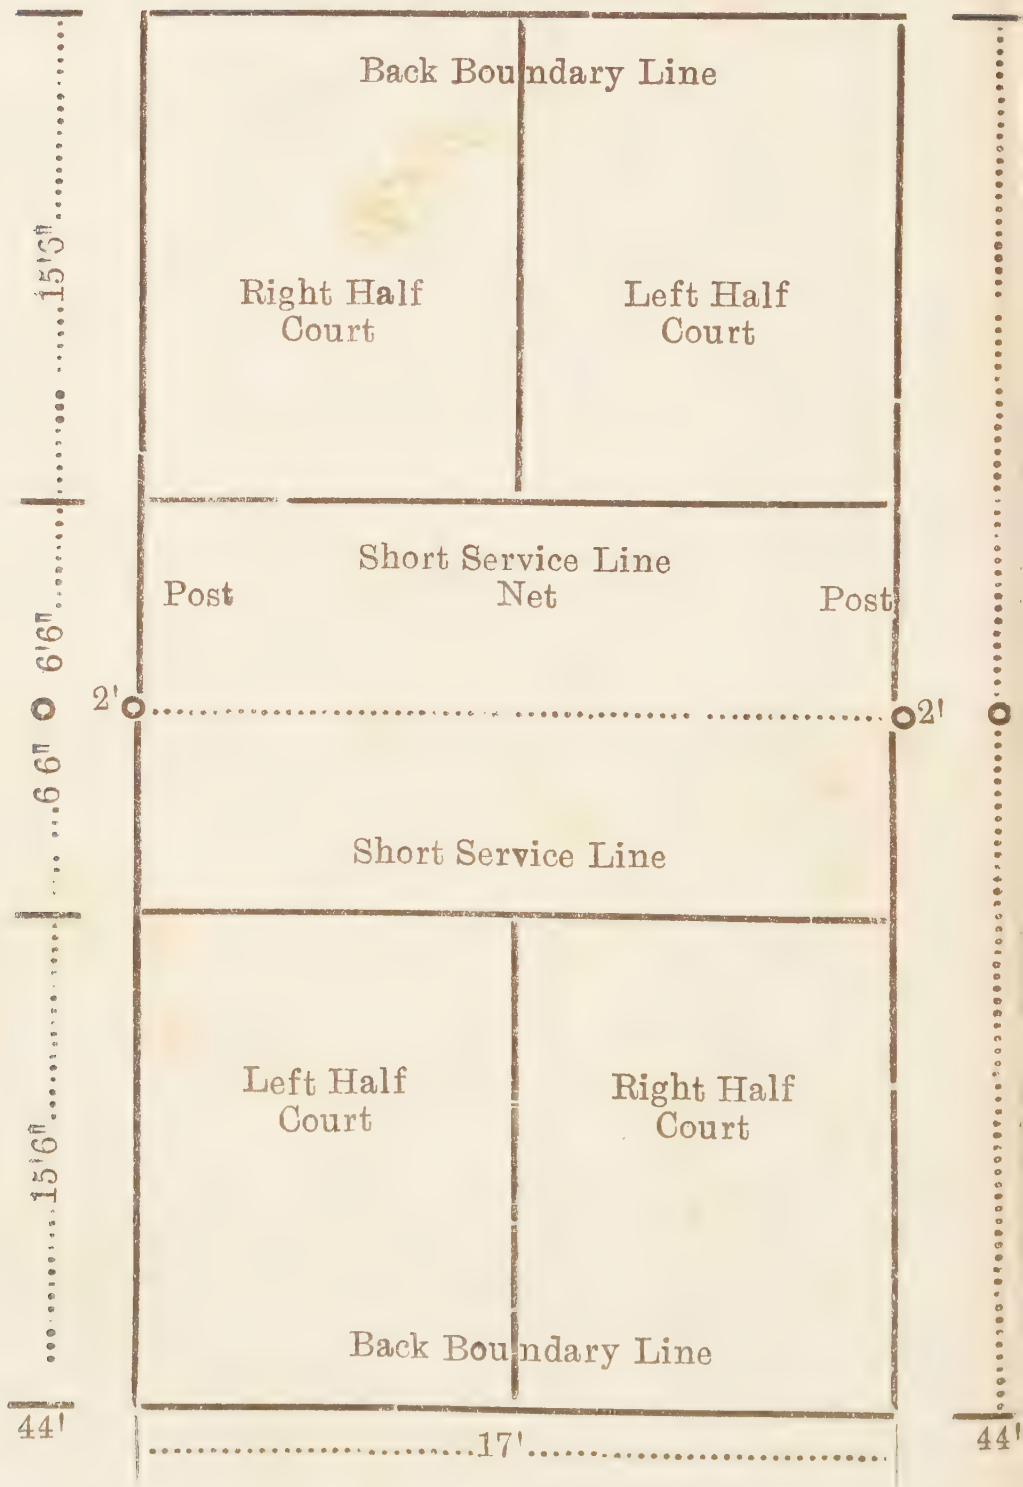 Back Boundary Line
15'6"
Right Half
Court
Left Half
Court
Short Service Line
Post Net Post
6'6"
2' 2'
6 6"
Short Service Line
Left Half
Court
Right Half
Court
15'6"
Back Boundary Line
44' 44'
17'